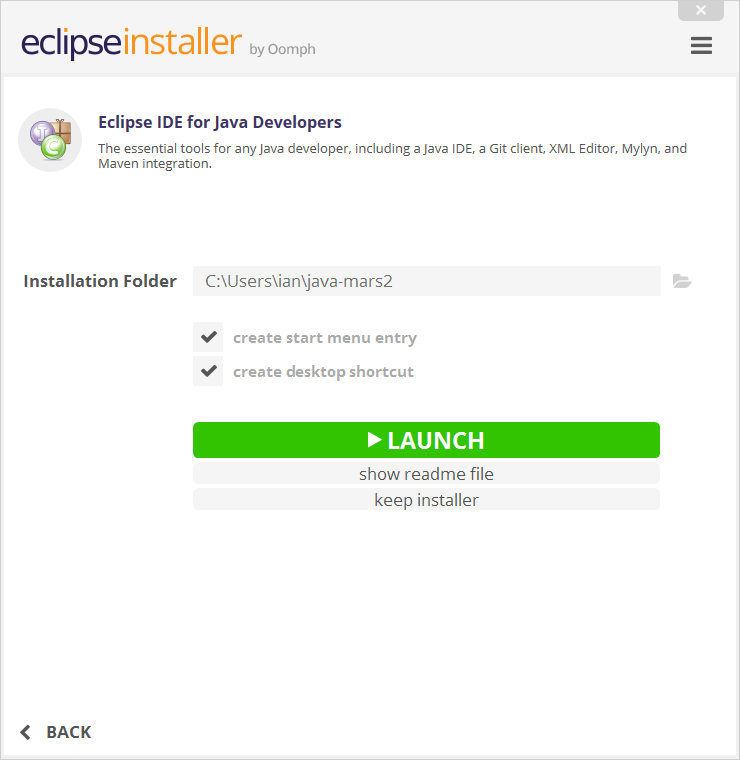 eclipseinstaller by Oomph
Eclipse IDE for Java Developers
The essential tools for any Java developer, including a Java IDE, a Git client, XML Editor, Mylyn, and
Maven integration.
Installation Folder C:\Users\ian\java-mars2
create start menu entry
create desktop shortcut
LAUNCH
show readme file
keep installer
BACK